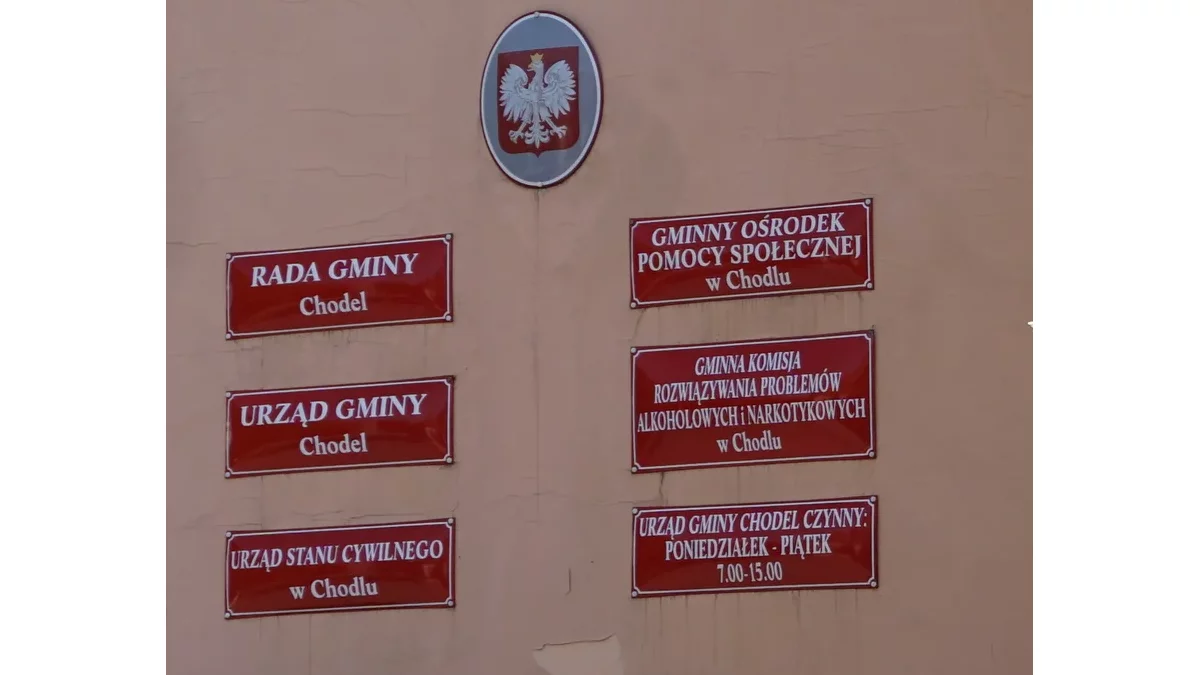 RADA GMINY
Chodel
URZĄD GMINY
Chodel
URZĄD STANU CYWILNEGO
w Chodlu
GMINNY OŚRODEK
POMOCY SPOŁECZNEJ
w Chodlu
GMINNA KOMISJA
ROZWIĄZYWANIA PROBLEMÓW
ALKOHOLOWYCH i NARKOTYKOWYCH
w Chodlu
URZĄD GMINY CHODEL CZYNNY:
PONIEDZIAŁEK - PIĄTEK
7.00-15.00